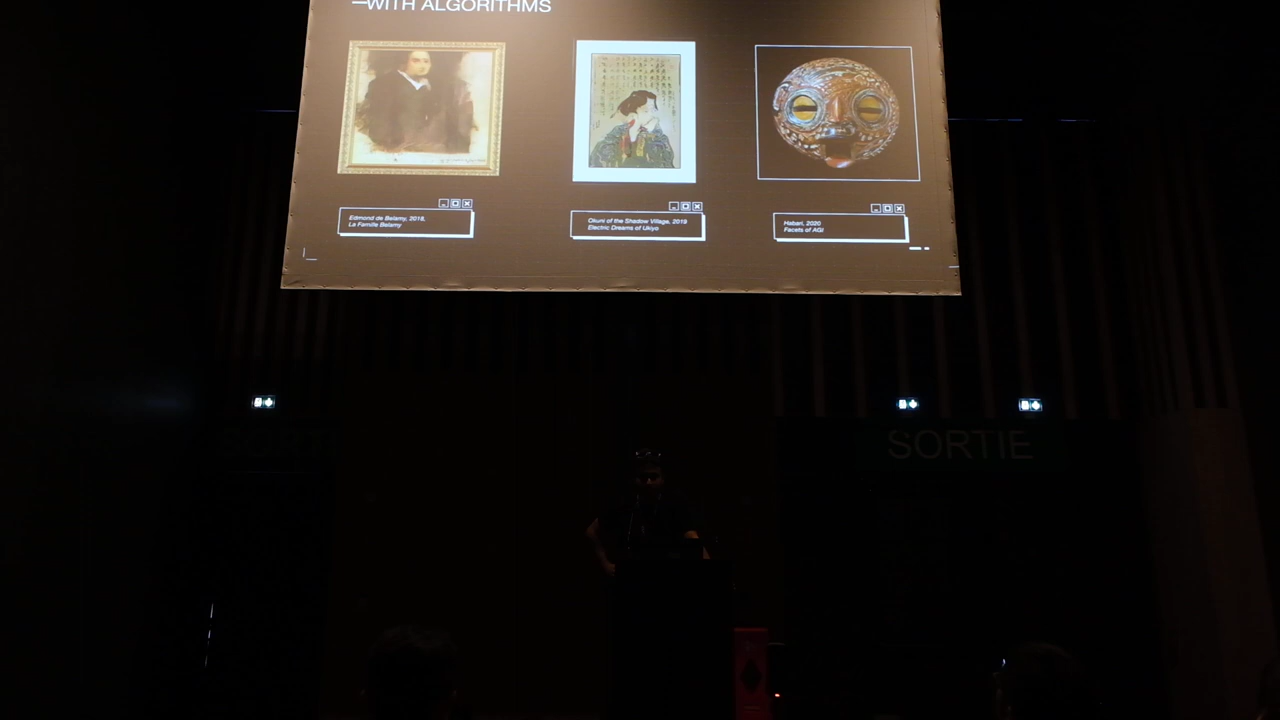 —WITH ALGORITHMS
Edmond de Belamy, 2018,
La Famille Belamy
Okuni of the Shadow Village, 2019
Electric Dreams of Ukiyo
Habari, 2020
Facets of AGI
SORT
SORTIE